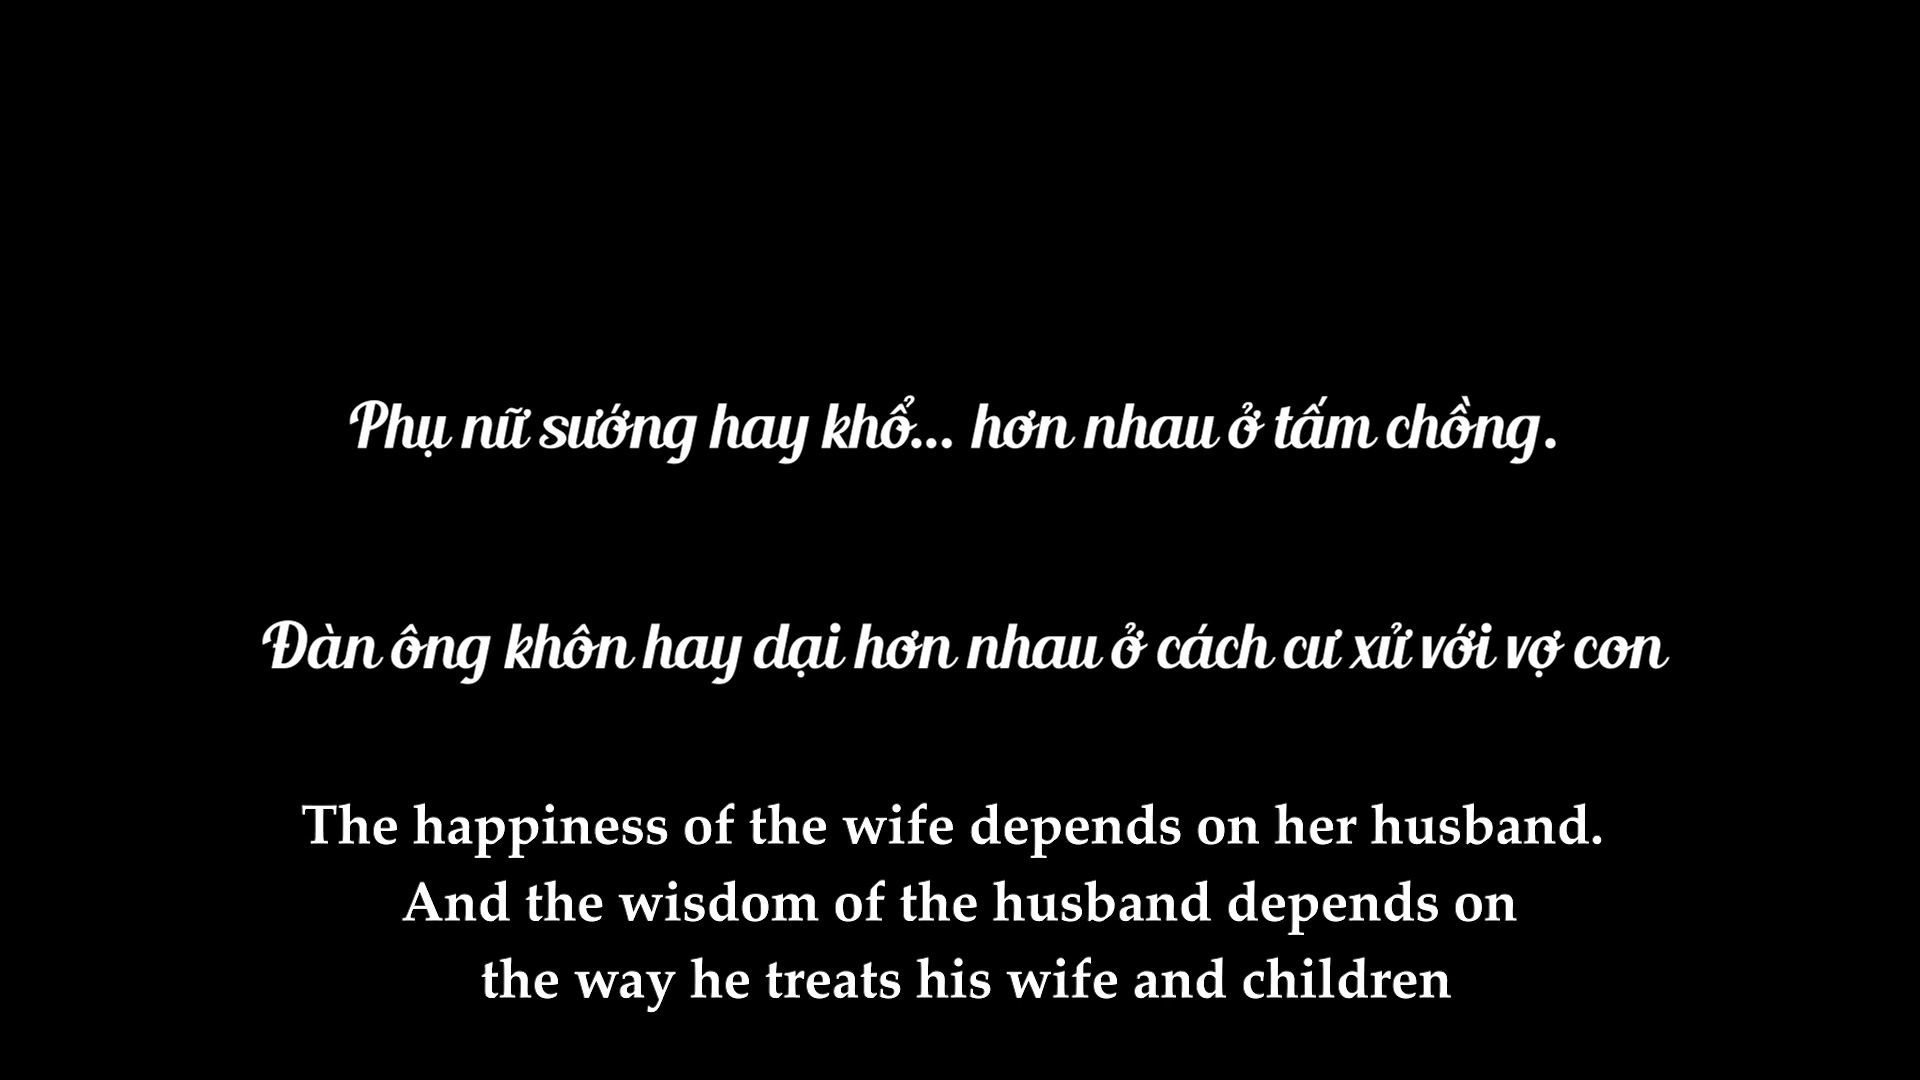 Phụ nữ sướng hay khổ... hơn nhau ở tấm chồng.
Đàn ông khôn hay dại hơn nhau ở cách cư xử với vợ con
The happiness of the wife depends on her husband.
And the wisdom of the husband depends on
the way he treats his wife and children